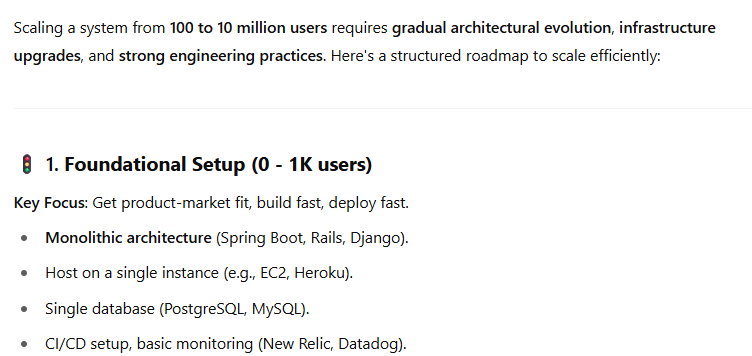 Scaling a system from 100 to 10 million users requires gradual architectural evolution, infrastructure
upgrades, and strong engineering practices. Here's a structured roadmap to scale efficiently:
🚦 1. Foundational Setup (0 - 1K users)
Key Focus: Get product-market fit, build fast, deploy fast.
• Monolithic architecture (Spring Boot, Rails, Django).
• Host on a single instance (e.g., EC2, Heroku).
• Single database (PostgreSQL, MySQL).
• CI/CD setup, basic monitoring (New Relic, Datadog).